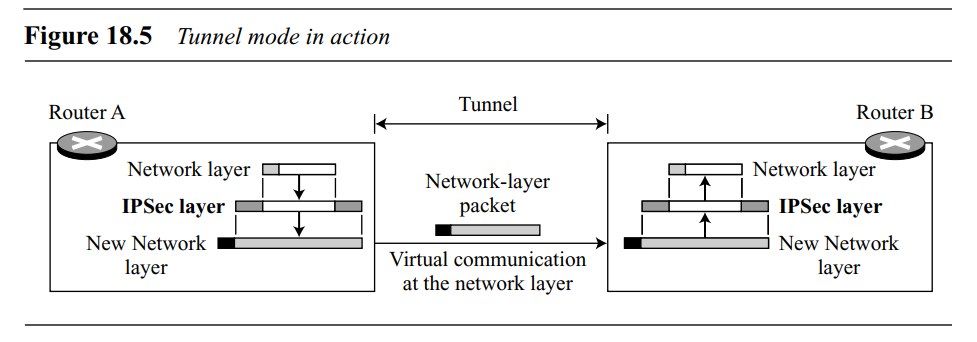 Figure 18.5 Tunnel mode in action
Router A
Tunnel
Router B
Network layer
IPSec layer
New Network
layer
Network-layer
packet
Virtual communication
at the network layer
Network layer
IPSec layer
New Network
layer